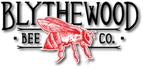 BLYTHEWOOD
· BEE CO. ·